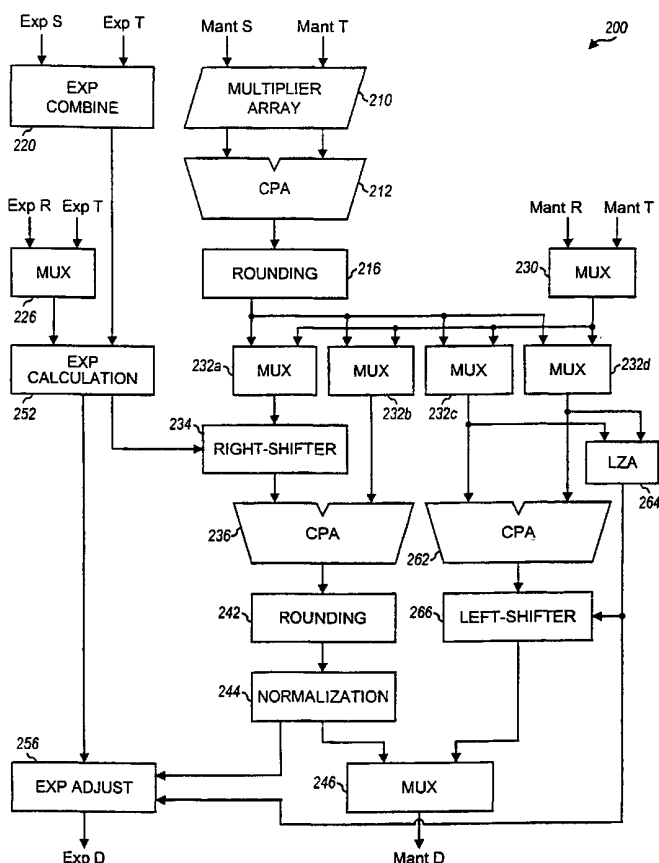 Exp S
Exp T
Mant S
Mant T
200
EXP
COMBINE
220
MULTIPLIER
ARRAY
210
CPA
212
Exp R
Exp T
Mant R
Mant T
MUX
226
ROUNDING
216
230
MUX
EXP
CALCULATION
252
232a
MUX
MUX
232b
MUX
232c
MUX
232d
234
RIGHT-SHIFTER
LZA
264
236
CPA
262
CPA
242
ROUNDING
266
LEFT-SHIFTER
244
NORMALIZATION
256
EXP ADJUST
246
MUX
Exp D
Mant D